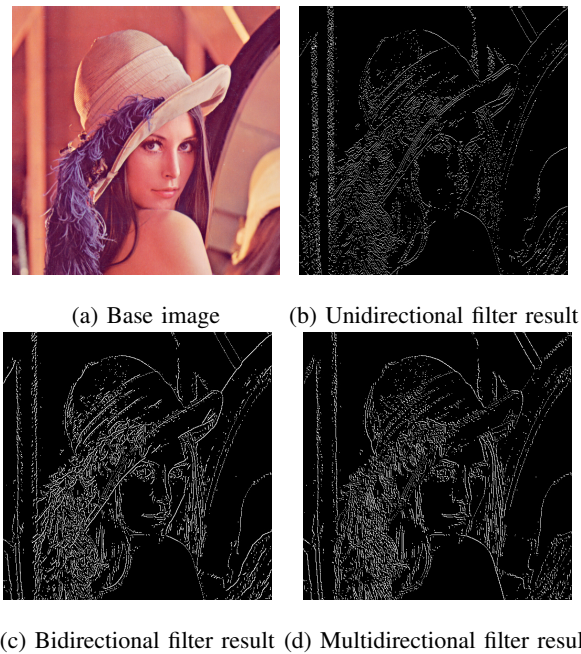 (a) Base image
(b) Unidirectional filter result
(c) Bidirectional filter result
(d) Multidirectional filter resul